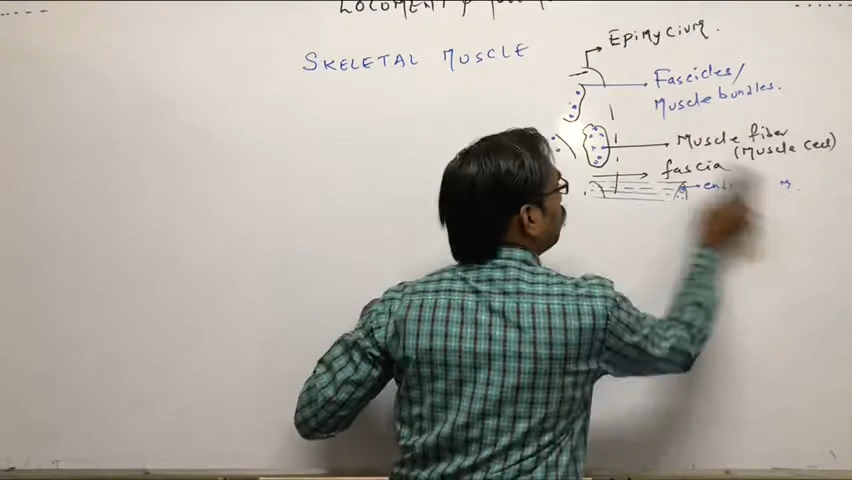 SKELETAL MUSCLE
Epimycium.
Fascicles/
Muscle bundles.
Muscle fiber
(Muscle cell)
fascia